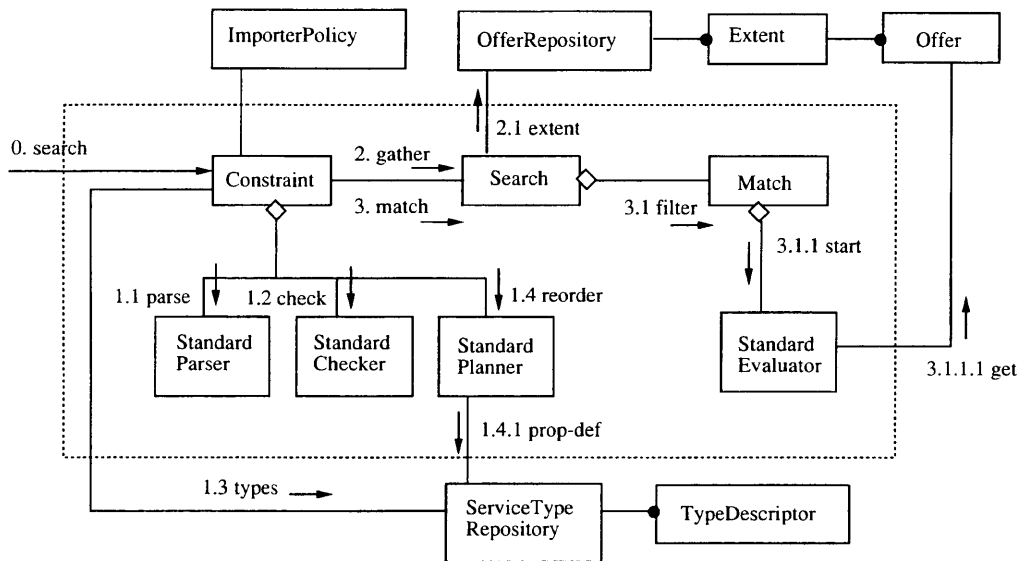 ImporterPolicy
OfferRepository
Extent
Offer
2.1 extent
0. search
2. gather
Constraint
Search
Match
3. match
3.1 filter
3.1.1 start
1.1 parse
1.2 check
1.4 reorder
Standard
Parser
Standard
Checker
Standard
Planner
Standard
Evaluator
3.1.1.1 get
1.4.1 prop-def
1.3 types
ServiceType
Repository
TypeDescriptor